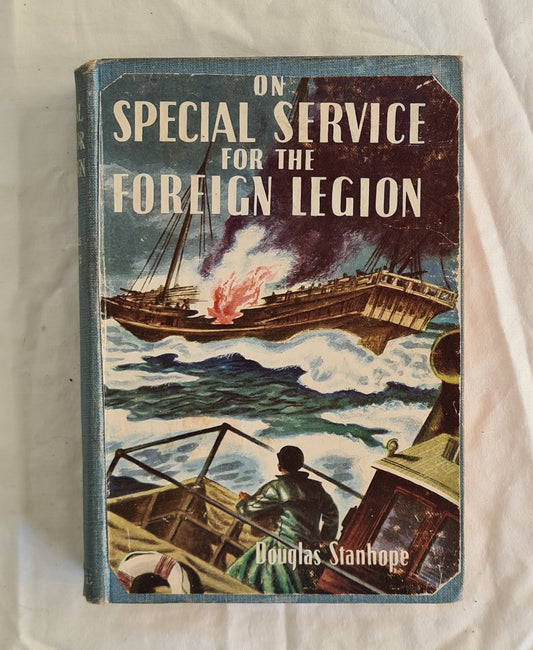 ON
SPECIAL SERVICE
FOR THE
FOREIGN LEGION
Douglas Stanhope